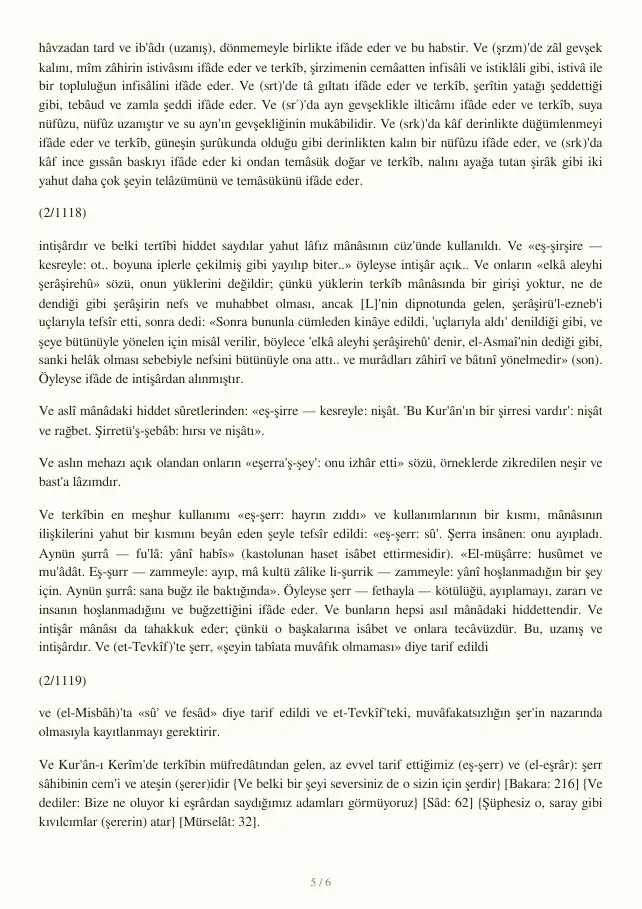 hâvzadan tard ve ib'âdı (uzanış), dönmemeyle birlikte ifâde eder ve bu habstir. Ve (şrzm)'de zâl gevşek
kalını, mîm zâhirin istivâsını ifâde eder ve terkîb, şirzimenin cemâatten infisâli ve istiklâli gibi, istivâ ile
bir topluluğun infisâlini ifâde eder. Ve (srt)'de tâ gıltatı ifâde eder ve terkîb, şerîtin yatağı şeddettiği
gibi, tebâud ve zamla şeddi ifâde eder. Ve (srʿ)'da ayn gevşeklikle ilticâmı ifâde eder ve terkîb, suya
nüfûzu, nüfûz uzanıştır ve su ayn'ın gevşekliğinin mukâbilidir. Ve (srk)'da kâf derinlikte düğümlenmeyi
ifâde eder ve terkîb, güneşin şurûkunda olduğu gibi derinlikten kalın bir nüfûzu ifâde eder, ve (srk)'da
kâf ince gıssân baskıyı ifâde eder ki ondan temâsük doğar ve terkîb, nalını ayağa tutan şirâk gibi iki
yahut daha çok şeyin telâzümünü ve temâsükünü ifâde eder.
(2/1118)
intişârdır ve belki tertîbi hiddet saydılar yahut lâfız mânâsının cüz'ünde kullanıldı. Ve «eş-şirşire —
kesreyle: ot.. boyuna iplerle çekilmiş gibi yayılıp biter..» öyleyse intişâr açık.. Ve onların «elkâ aleyhi
şerâşirehû» sözü, onun yüklerini değildir; çünkü yüklerin terkîb mânâsında bir girişi yoktur, ne de
dendiği gibi şerâşirin nefs ve muhabbet olması, ancak [L]'nin dipnotunda gelen, şerâşirü'l-ezneb'i
uçlarıyla tefsîr etti, sonra dedi: «Sonra bununla cümleden kinâye edildi, 'uçlarıyla aldı' denildiği gibi, ve
şeye bütünüyle yönelen için misâl verilir, böylece 'elkâ aleyhi şerâşirehû' denir, el-Asmaî'nin dediği gibi,
sanki helâk olması sebebiyle nefsini bütünüyle ona attı.. ve murâdları zâhirî ve bâtınî yönelmedir» (son).
Öyleyse ifâde de intişârdan alınmıştır.
Ve aslî mânâdaki hiddet sûretlerinden: «eş-şirre — kesreyle: nişât. 'Bu Kur'ân'ın bir şirresi vardır': nişât
ve rağbet. Şirretü'ş-şebâb: hırsı ve nişâtı».
Ve aslın mehazı açık olandan onların «eşerra'ş-şey': onu izhâr etti» sözü, örneklerde zikredilen neşir ve
bast'a lâzımdır.
Ve terkîbin en meşhur kullanımı «eş-şerr: hayrın zıddı» ve kullanımlarının bir kısmı, mânâsının
ilişkilerini yahut bir kısmını beyân eden şeyle tefsîr edildi: «eş-şerr: sû'. Şerra insânen: onu ayıpladı.
Aynün şurrâ — fu'lâ: yânî habîs» (kastolunan haset isâbet ettirmesidir). «El-müşârre: husûmet ve
mu'âdât. Eş-şurr — zammeyle: ayıp, mâ kultü zâlike li-şurrik — zammeyle: yânî hoşlanmadığın bir şey
için. Aynün şurrâ: sana buğz ile baktığında». Öyleyse şerr — fethayla — kötülüğü, ayıplamayı, zararı ve
insanın hoşlanmadığını ve buğzettiğini ifâde eder. Ve bunların hepsi asıl mânâdaki hiddettendir. Ve
intişâr mânâsı da tahakkuk eder; çünkü o başkalarına isâbet ve onlara tecâvüzdür. Bu, uzanış ve
intişârdır. Ve (et-Tevkîf)'te şerr, «şeyin tabîata muvâfık olmaması» diye tarif edildi
(2/1119)
ve (el-Misbâh)'ta «sû' ve fesâd» diye tarif edildi ve et-Tevkîf'teki, muvâfakatsızlığın şer'in nazarında
olmasıyla kayıtlanmayı gerektirir.
Ve Kur'ân-ı Kerîm'de terkîbin müfredâtından gelen, az evvel tarif ettiğimiz (eş-şerr) ve (el-eşrâr): şerr
sâhibinin cem'i ve ateşin (şerer)idir {Ve belki bir şeyi seversiniz de o sizin için şerdir} [Bakara: 216] {Ve
dediler: Bize ne oluyor ki eşrârdan saydığımız adamları görmüyoruz} [Sâd: 62] {Şüphesiz o, saray gibi
kıvılcımlar (şererin) atar} [Mürselât: 32].
5 / 6